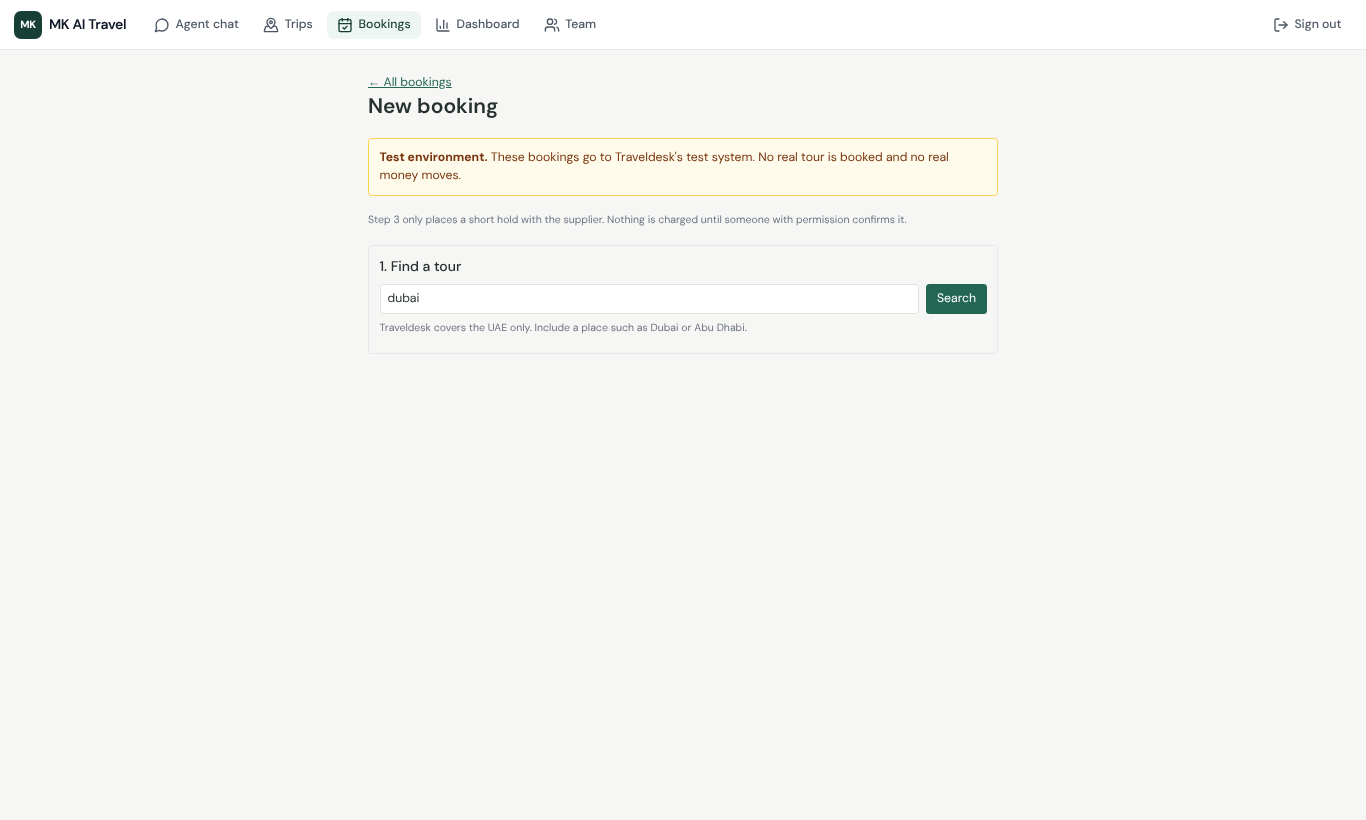 MK MK AI Travel Agent chat Trips Bookings Dashboard Team Sign out
← All bookings
New booking
Test environment. These bookings go to Traveldesk's test system. No real tour is booked and no real
money moves.
Step 3 only places a short hold with the supplier. Nothing is charged until someone with permission confirms it.
1. Find a tour
dubai Search
Traveldesk covers the UAE only. Include a place such as Dubai or Abu Dhabi.